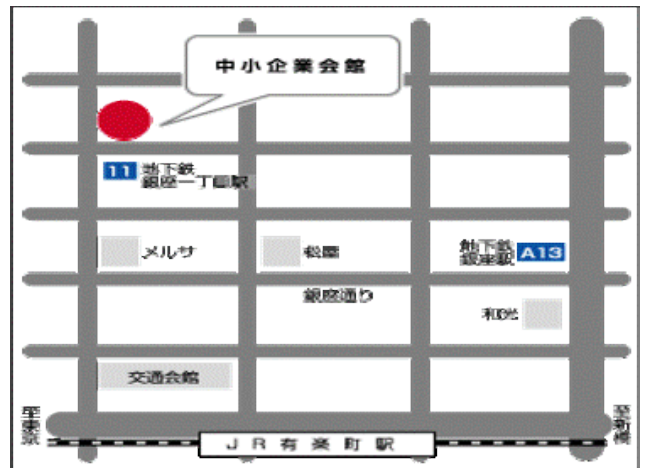 中小企業会館
11 地下鉄
銀座一丁目駅
メルサ
松屋
地下鉄
銀座駅 A13
銀座通り
和光
交通会館
至東京
至新橋
JR有楽町駅